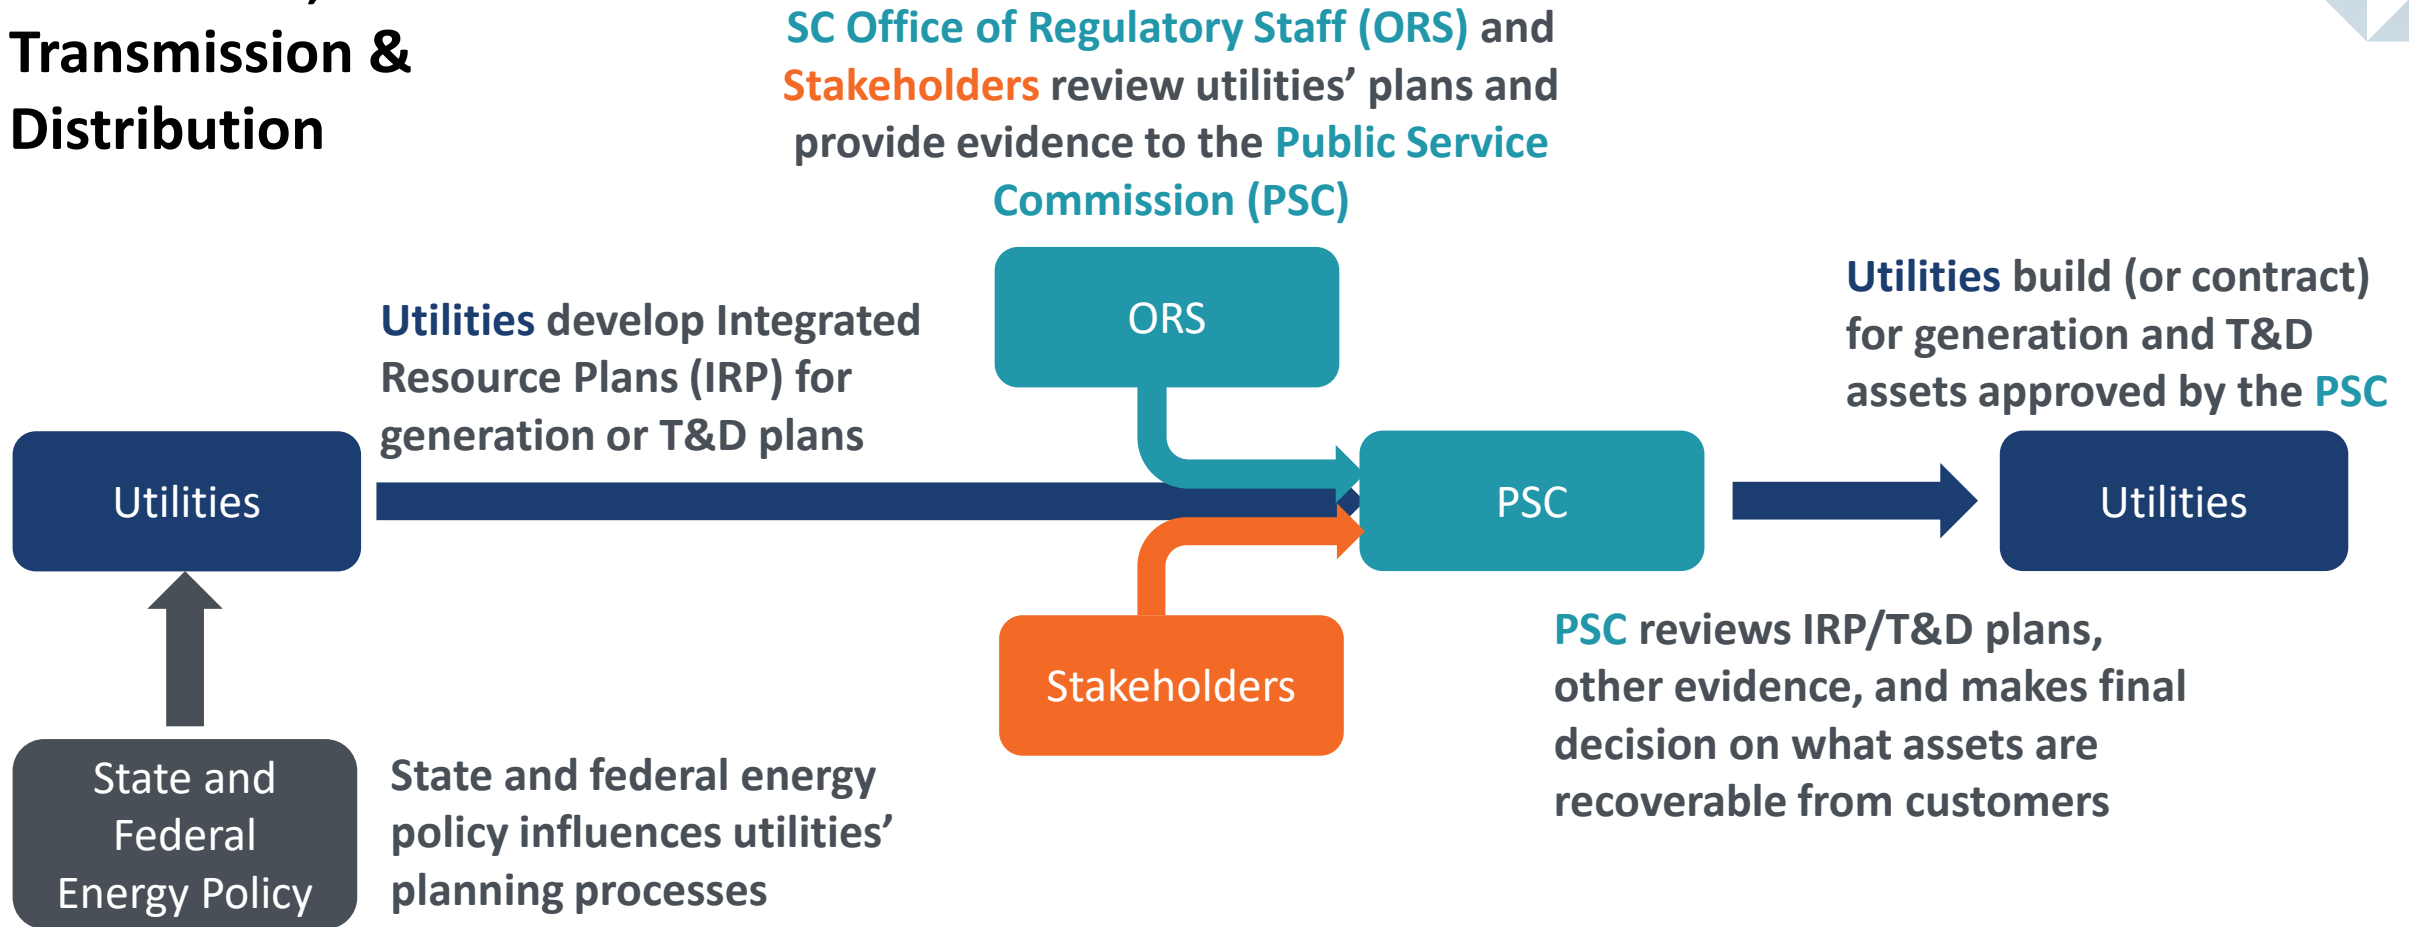 Transmission &
Distribution
SC Office of Regulatory Staff (ORS) and
Stakeholders review utilities’ plans and
provide evidence to the Public Service
Commission (PSC)
Utilities develop Integrated
Resource Plans (IRP) for
generation or T&D plans
ORS
Utilities build (or contract)
for generation and T&D
assets approved by the PSC
Utilities
PSC
Utilities
Stakeholders
PSC reviews IRP/T&D plans,
other evidence, and makes final
decision on what assets are
recoverable from customers
State and
Federal
Energy Policy
State and federal energy
policy influences utilities’
planning processes